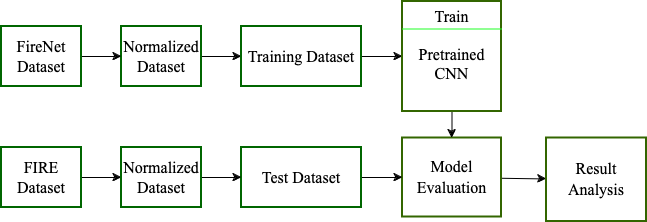 FireNet
Dataset
Normalized
Dataset
Training Dataset
Train
Pretrained
CNN
FIRE
Dataset
Normalized
Dataset
Test Dataset
Model
Evaluation
Result
Analysis